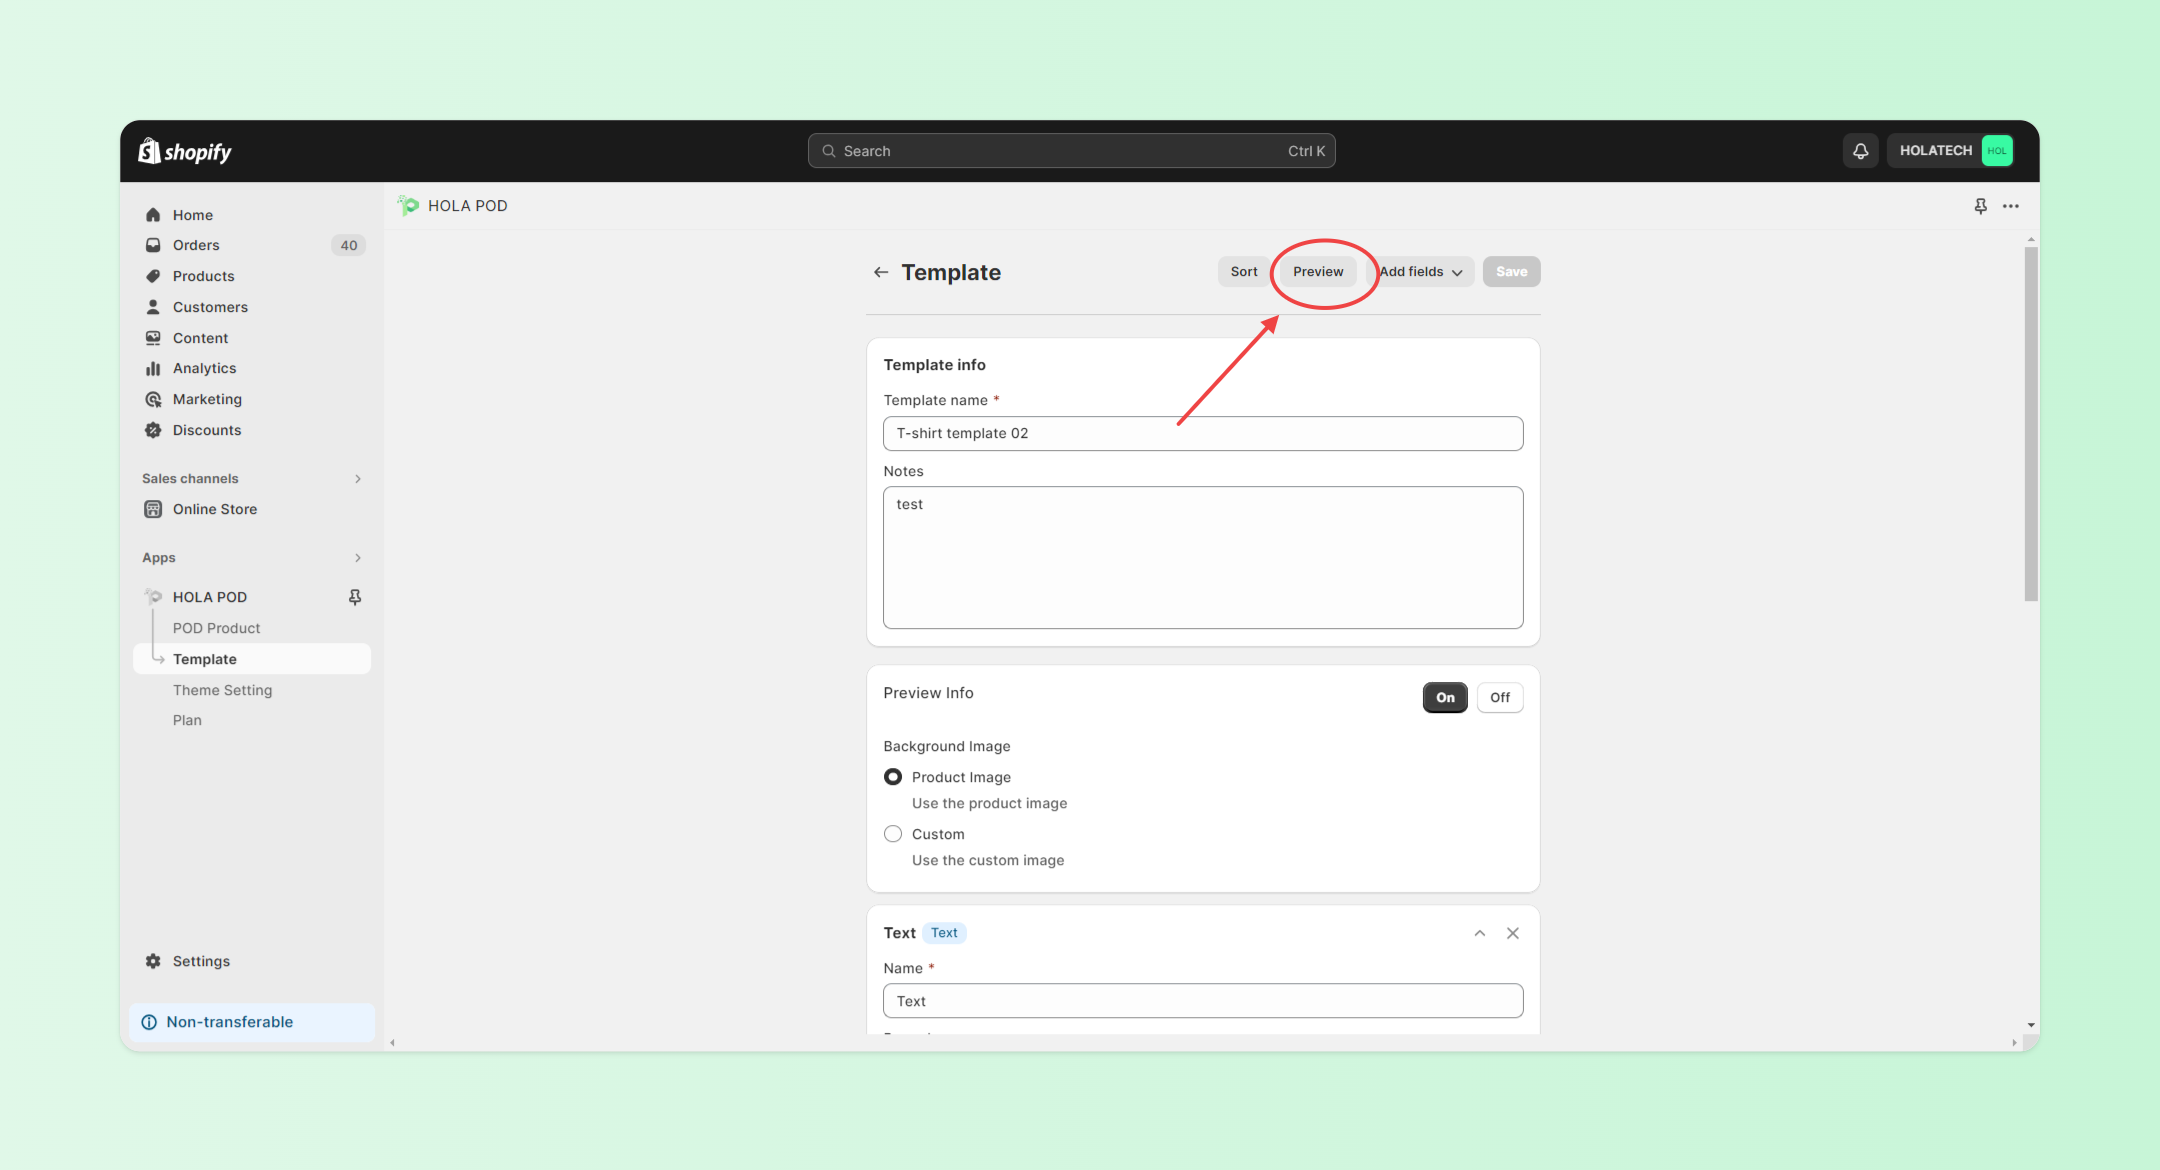 shopify
Search Ctrl K
HOLATECH HOL
Home
Orders 40
Products
Customers
Content
Analytics
Marketing
Discounts
Sales channels
Online Store
Apps
HOLA POD
POD Product
Template
Theme Setting
Plan
Settings
Non-transferable
HOLA POD
Template Sort Preview Add fields Save
Template info
Template name *
T-shirt template 02
Notes
test
Preview Info On Off
Background Image
Product Image
Use the product image
Custom
Use the custom image
Text Text
Name *
Text